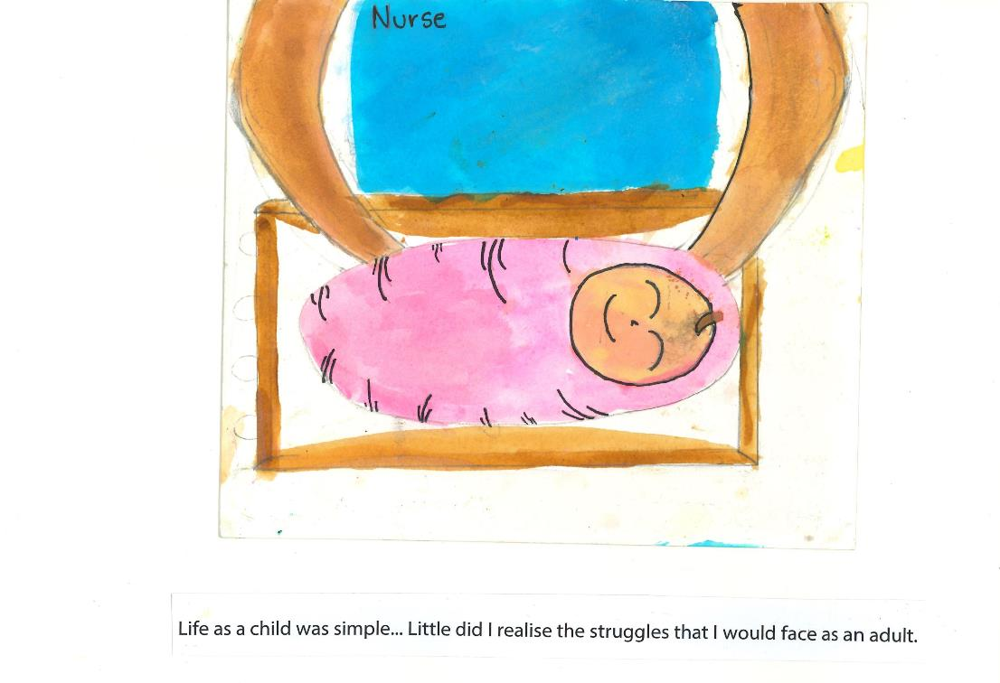 Nurse
Life as a child was simple... Little did I realise the struggles that I would face as an adult.